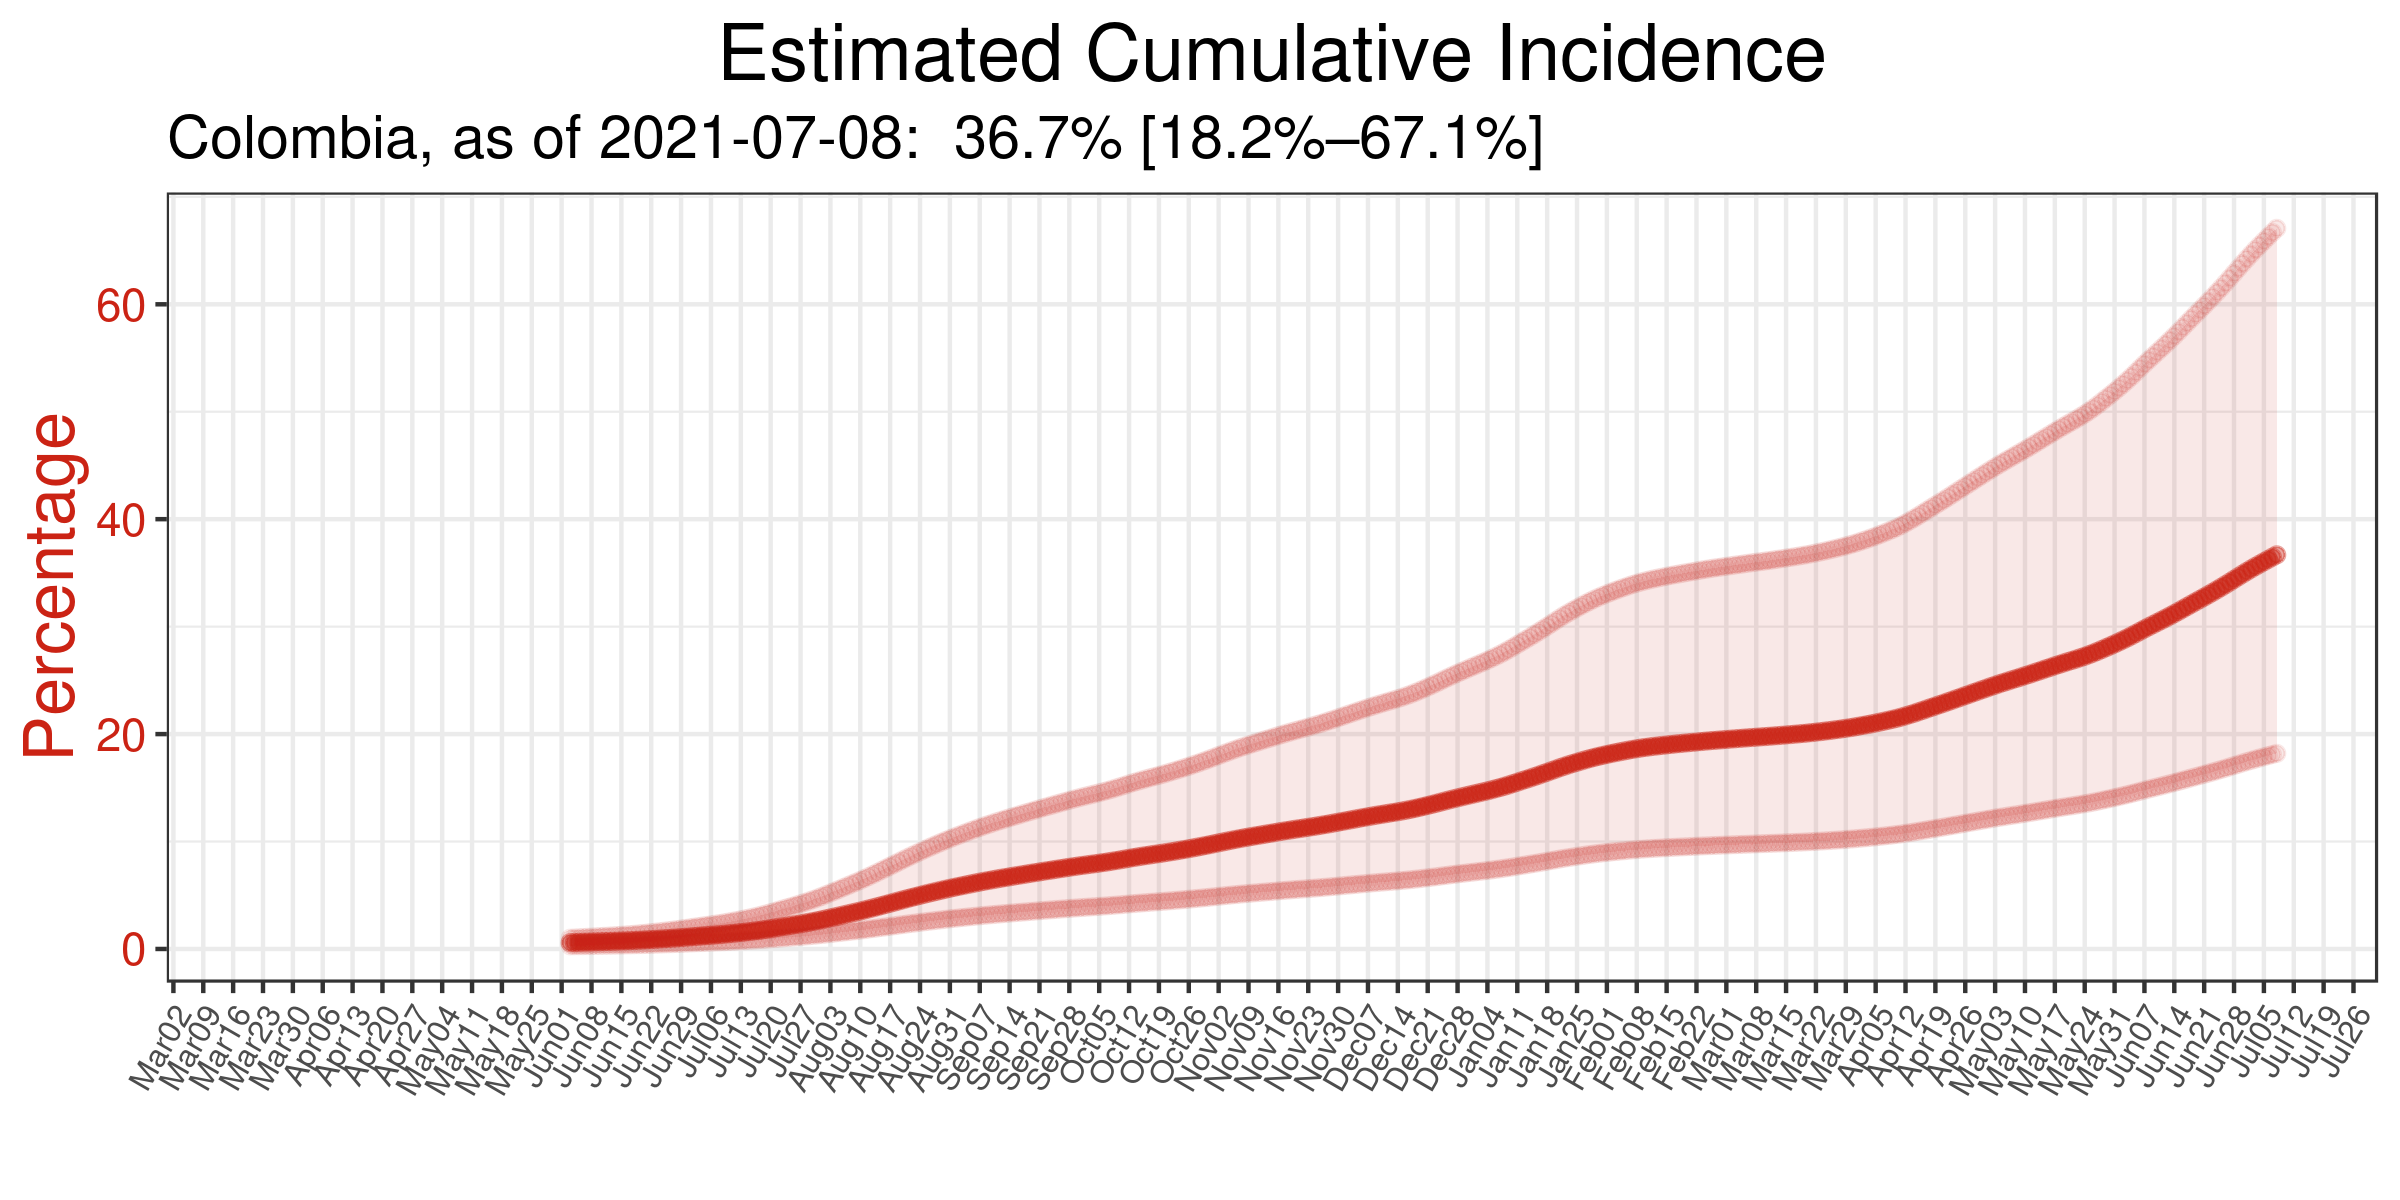 Estimated Cumulative Incidence
Colombia, as of 2021-07-08:  36.7% [18.2%–67.1%]
Percentage
60
40
20
0
Mar02
Mar09
Mar16
Mar23
Mar30
Apr06
Apr13
Apr20
Apr27
May04
May11
May18
May25
Jun01
Jun08
Jun15
Jun22
Jun29
Jul06
Jul13
Jul20
Jul27
Aug03
Aug10
Aug17
Aug24
Aug31
Sep07
Sep14
Sep21
Sep28
Oct05
Oct12
Oct19
Oct26
Nov02
Nov09
Nov16
Nov23
Nov30
Dec07
Dec14
Dec21
Dec28
Jan04
Jan11
Jan18
Jan25
Feb01
Feb08
Feb15
Feb22
Mar01
Mar08
Mar15
Mar22
Mar29
Apr05
Apr12
Apr19
Apr26
May03
May10
May17
May24
May31
Jun07
Jun14
Jun21
Jun28
Jul05
Jul12
Jul19
Jul26